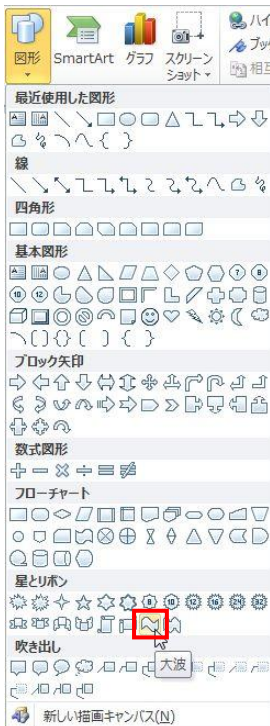 図形
SmartArt
グラフ
スクリーン
ショット
ハイ
ブッ
相互
最近使用した図形
線
四角形
基本図形
ブロック矢印
数式図形
フローチャート
星とリボン
大波
吹き出し
新しい描画キャンバス(N)